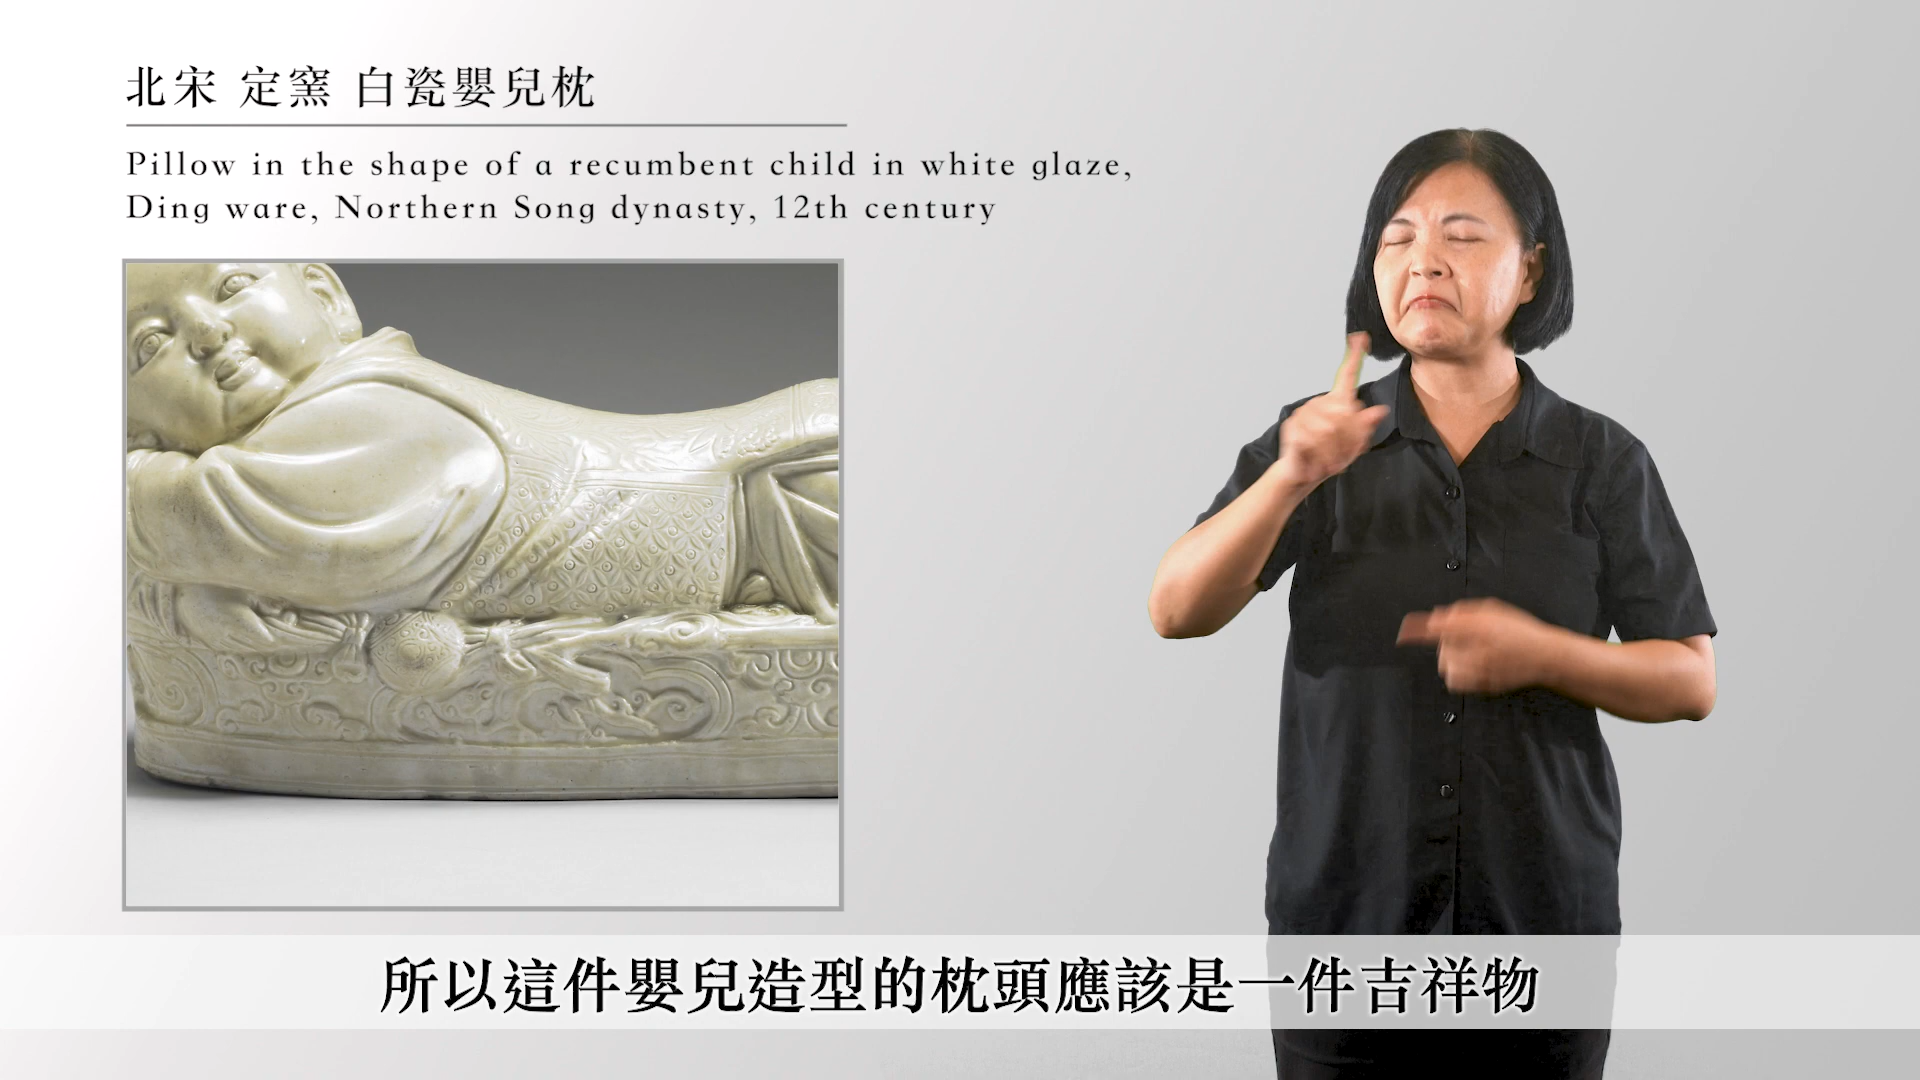 北宋 定窯 白瓷嬰兒枕
Pillow in the shape of a recumbent child in white glaze,
Ding ware, Northern Song dynasty, 12th century
所以這件嬰兒造型的枕頭應該是一件吉祥物